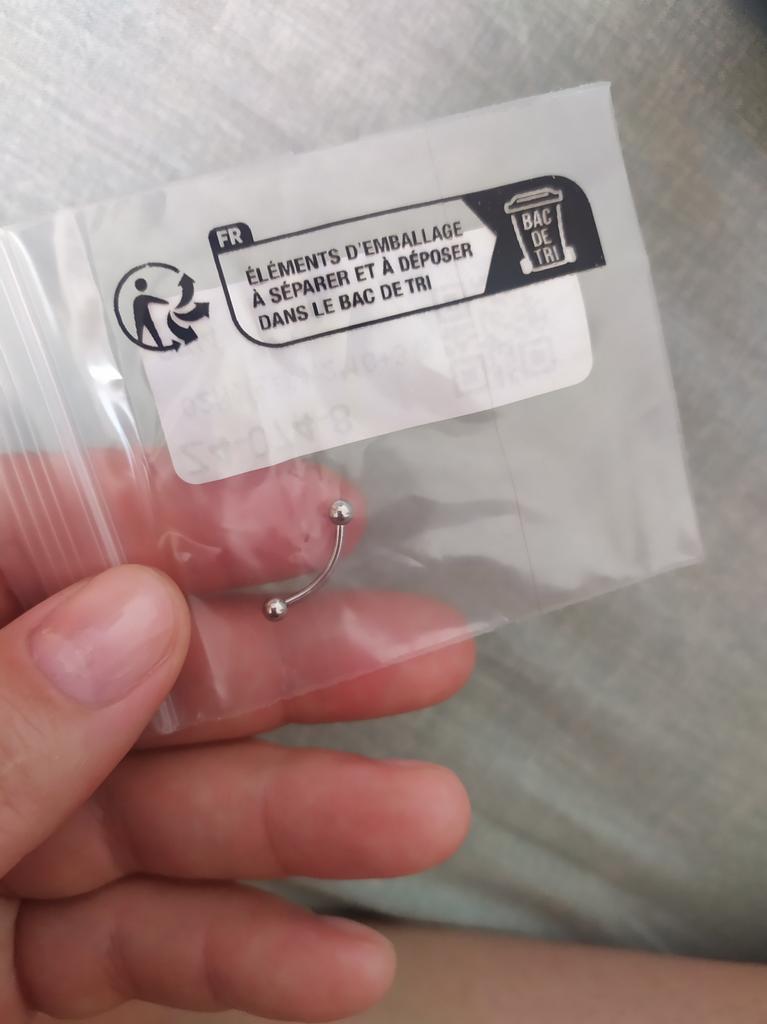 FR
ÉLÉMENTS D'EMBALLAGE
À SÉPARER ET À DÉPOSER
DANS LE BAC DE TRI
BAC
DE
TRI